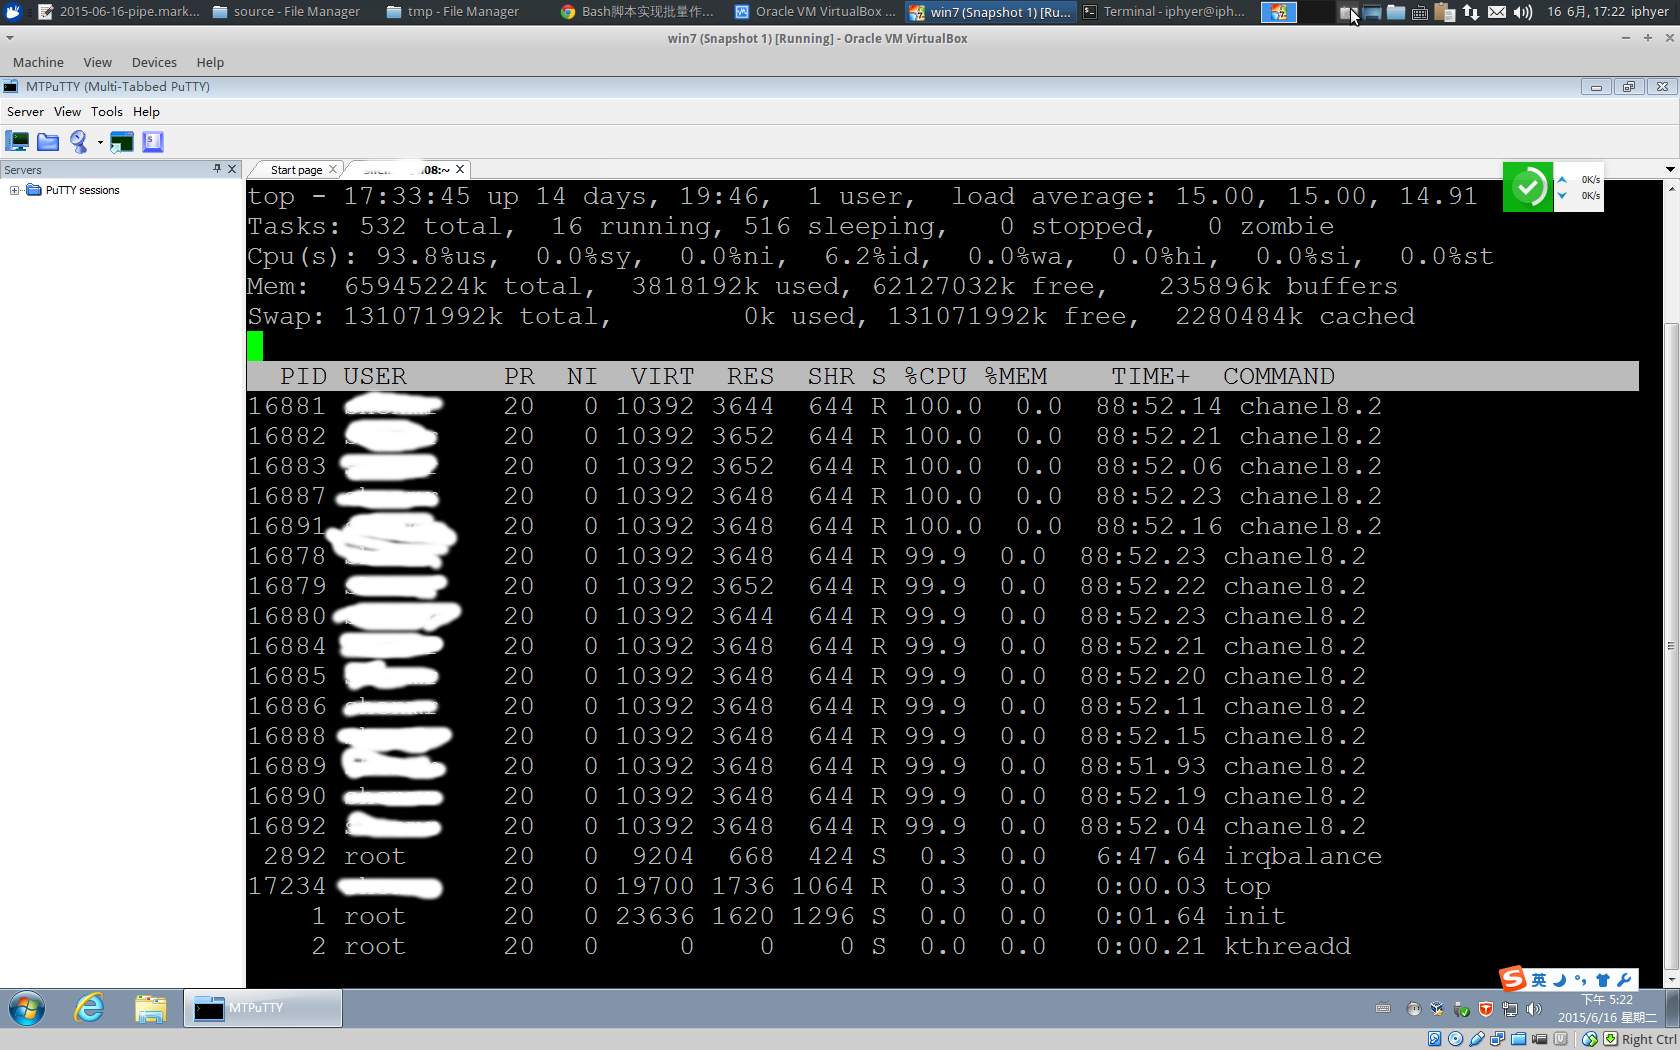 2015-06-16-pipe.mark... source - File Manager tmp - File Manager Bash脚本实现批量作... Oracle VM VirtualBox ... win7 (Snapshot 1) [Ru... Terminal - iphyer@iph... 16 6月, 17:22 iphyer
win7 (Snapshot 1) [Running] - Oracle VM VirtualBox
Machine View Devices Help
MTPuTTY (Multi-Tabbed PuTTY)
Server View Tools Help
Servers
Start page 08:~
PuTTY sessions
0K/s
0K/s
top - 17:33:45 up 14 days, 19:46, 1 user, load average: 15.00, 15.00, 14.91
Tasks: 532 total, 16 running, 516 sleeping, 0 stopped, 0 zombie
Cpu(s): 93.8%us, 0.0%sy, 0.0%ni, 6.2%id, 0.0%wa, 0.0%hi, 0.0%si, 0.0%st
Mem: 65945224k total, 3818192k used, 62127032k free, 235896k buffers
Swap: 131071992k total, 0k used, 131071992k free, 2280484k cached
PID USER PR NI VIRT RES SHR S %CPU %MEM TIME+ COMMAND
16881 20 0 10392 3644 644 R 100.0 0.0 88:52.14 chanel8.2
16882 20 0 10392 3652 644 R 100.0 0.0 88:52.21 chanel8.2
16883 20 0 10392 3652 644 R 100.0 0.0 88:52.06 chanel8.2
16887 20 0 10392 3648 644 R 100.0 0.0 88:52.23 chanel8.2
16891 20 0 10392 3648 644 R 100.0 0.0 88:52.16 chanel8.2
16878 20 0 10392 3648 644 R 99.9 0.0 88:52.23 chanel8.2
16879 20 0 10392 3652 644 R 99.9 0.0 88:52.22 chanel8.2
16880 20 0 10392 3644 644 R 99.9 0.0 88:52.23 chanel8.2
16884 20 0 10392 3648 644 R 99.9 0.0 88:52.21 chanel8.2
16885 20 0 10392 3648 644 R 99.9 0.0 88:52.20 chanel8.2
16886 20 0 10392 3648 644 R 99.9 0.0 88:52.11 chanel8.2
16888 20 0 10392 3648 644 R 99.9 0.0 88:52.15 chanel8.2
16889 20 0 10392 3648 644 R 99.9 0.0 88:51.93 chanel8.2
16890 20 0 10392 3648 644 R 99.9 0.0 88:52.19 chanel8.2
16892 20 0 10392 3648 644 R 99.9 0.0 88:52.04 chanel8.2
2892 root 20 0 9204 668 424 S 0.3 0.0 6:47.64 irqbalance
17234 20 0 19700 1736 1064 R 0.3 0.0 0:00.03 top
1 root 20 0 23636 1620 1296 S 0.0 0.0 0:01.64 init
2 root 20 0 0 0 0 S 0.0 0.0 0:00.21 kthreadd
英
MTPuTTY
下午 5:22
2015/6/16 星期二
Right Ctrl